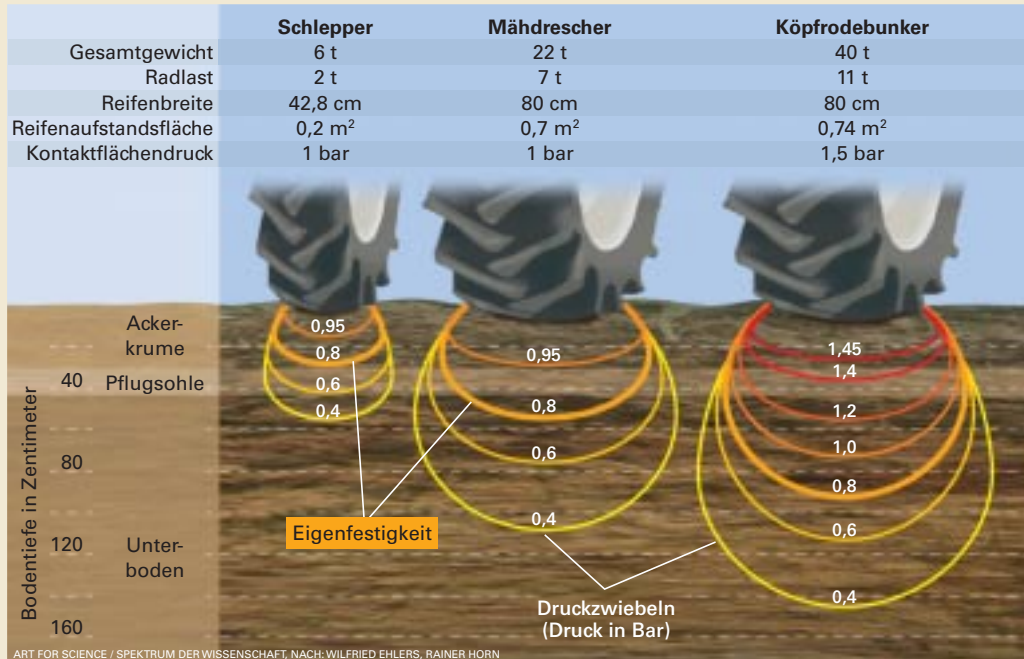 Schlepper Mähdrescher Köpfrodebunker
Gesamtgewicht 6 t 22 t 40 t
Radlast 2 t 7 t 11 t
Reifenbreite 42,8 cm 80 cm 80 cm
Reifenaufstandsfläche 0,2 m² 0,7 m² 0,74 m²
Kontaktflächendruck 1 bar 1 bar 1,5 bar
Bodentiefe in Zentimeter
40
80
120
160
Acker-
krume
Pflugsohle
Unter-
boden
0,95
0,8
0,6
0,4
0,95
0,8
0,6
0,4
1,45
1,4
1,2
1,0
0,8
0,6
0,4
Eigenfestigkeit
Druckzwiebeln
(Druck in Bar)
ART FOR SCIENCE / SPEKTRUM DER WISSENSCHAFT, NACH: WILFRIED EHLERS, RAINER HORN